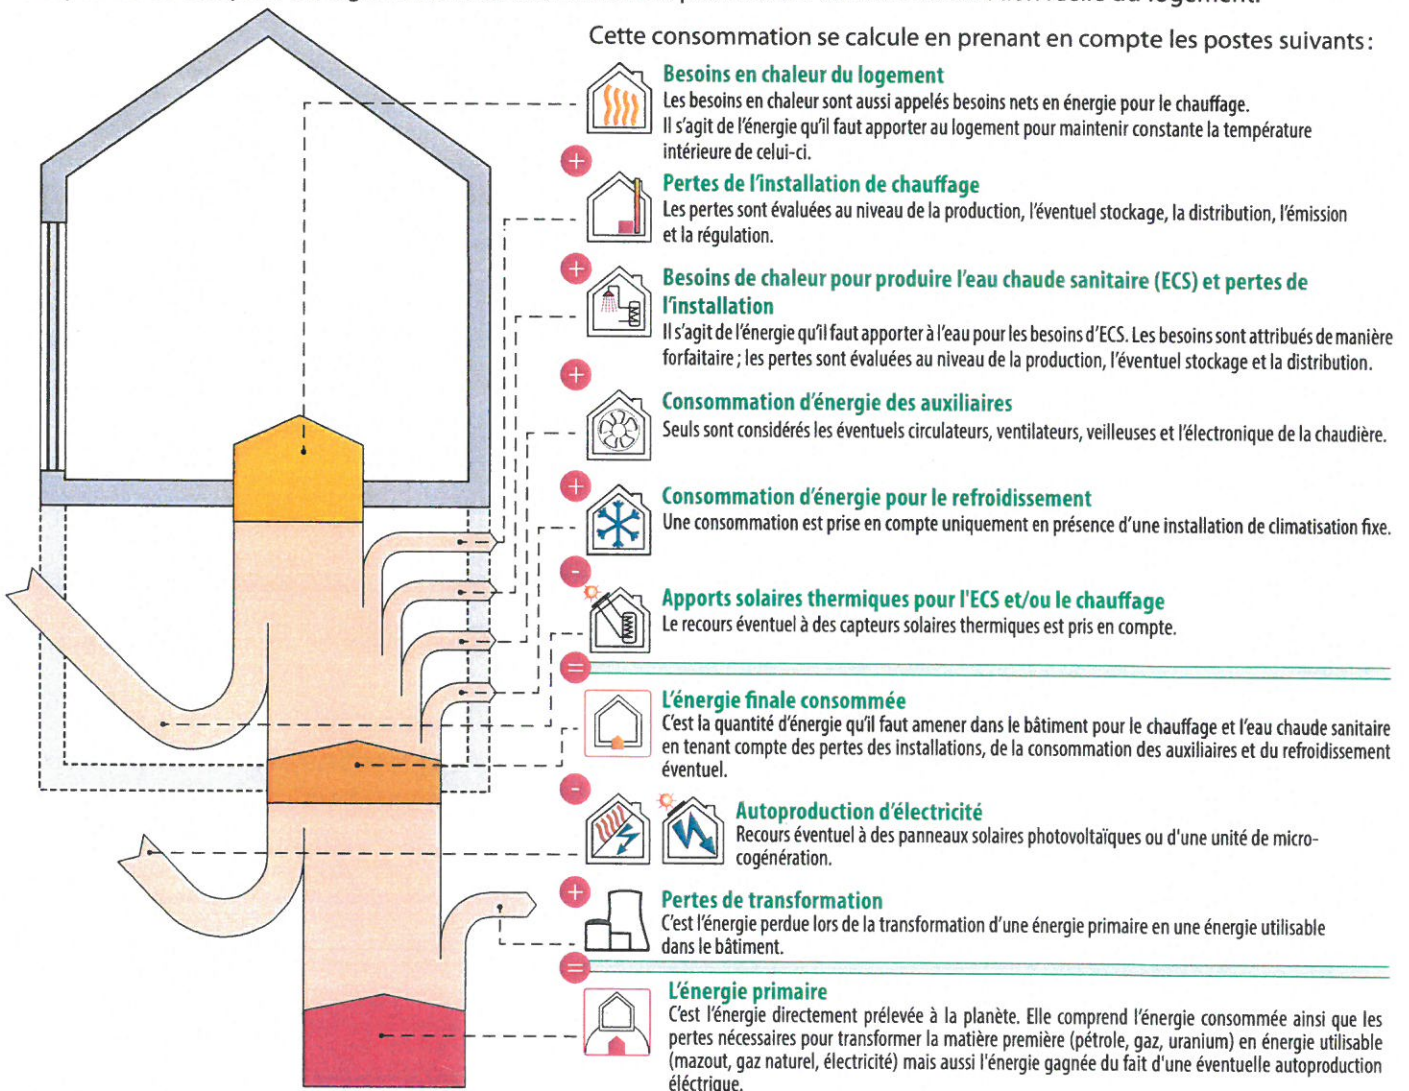 Cette consommation se calcule en prenant en compte les postes suivants :
Besoins en chaleur du logement
Les besoins en chaleur sont aussi appelés besoins nets en énergie pour le chauffage.
Il s'agit de l'énergie qu'il faut apporter au logement pour maintenir constante la température
intérieure de celui-ci.
+
Pertes de l'installation de chauffage
Les pertes sont évaluées au niveau de la production, l'éventuel stockage, la distribution, l'émission
et la régulation.
+
Besoins de chaleur pour produire l'eau chaude sanitaire (ECS) et pertes de
l'installation
Il s'agit de l'énergie qu'il faut apporter à l'eau pour les besoins d'ECS. Les besoins sont attribués de manière
forfaitaire ; les pertes sont évaluées au niveau de la production, l'éventuel stockage et la distribution.
+
Consommation d'énergie des auxiliaires
Seuls sont considérés les éventuels circulateurs, ventilateurs, veilleuses et l'électronique de la chaudière.
+
Consommation d'énergie pour le refroidissement
Une consommation est prise en compte uniquement en présence d'une installation de climatisation fixe.
-
Apports solaires thermiques pour l'ECS et/ou le chauffage
Le recours éventuel à des capteurs solaires thermiques est pris en compte.
=
L'énergie finale consommée
C'est la quantité d'énergie qu'il faut amener dans le bâtiment pour le chauffage et l'eau chaude sanitaire
en tenant compte des pertes des installations, de la consommation des auxiliaires et du refroidissement
éventuel.
-
Autoproduction d'électricité
Recours éventuel à des panneaux solaires photovoltaïques ou d'une unité de micro-
cogénération.
+
Pertes de transformation
C'est l'énergie perdue lors de la transformation d'une énergie primaire en une énergie utilisable
dans le bâtiment.
=
L'énergie primaire
C'est l'énergie directement prélevée à la planète. Elle comprend l'énergie consommée ainsi que les
pertes nécessaires pour transformer la matière première (pétrole, gaz, uranium) en énergie utilisable
(mazout, gaz naturel, électricité) mais aussi l'énergie gagnée du fait d'une éventuelle autoproduction
éléctrique.